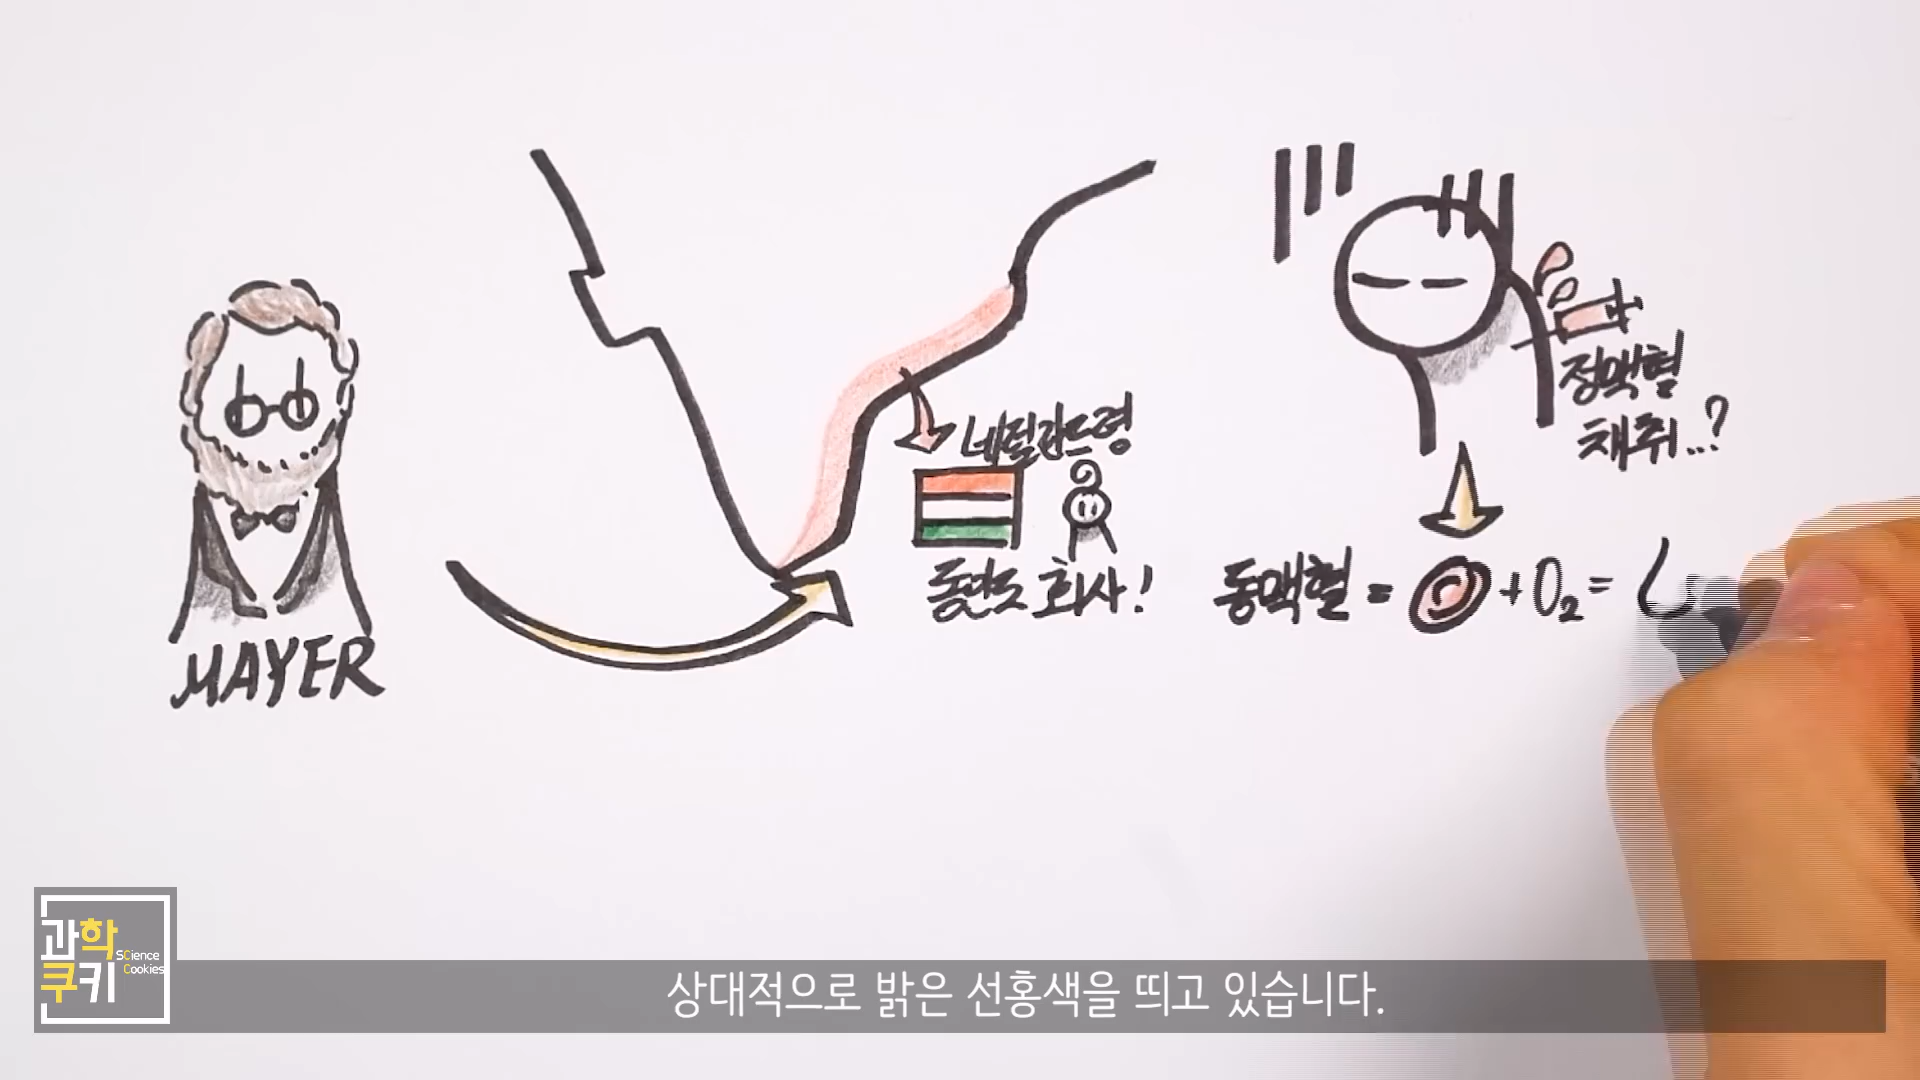 MAYER
네덜란드령
동인도 회사!
정맥혈
채취..?
동맥혈 = + O₂ =
과학
쿠키
Science
Cookies
상대적으로 밝은 선홍색을 띄고 있습니다.